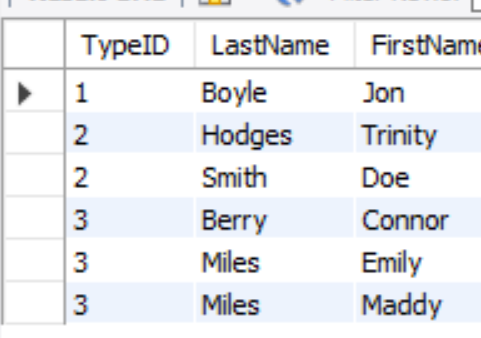 TypeID LastName FirstName
1 Boyle Jon
2 Hodges Trinity
2 Smith Doe
3 Berry Connor
3 Miles Emily
3 Miles Maddy